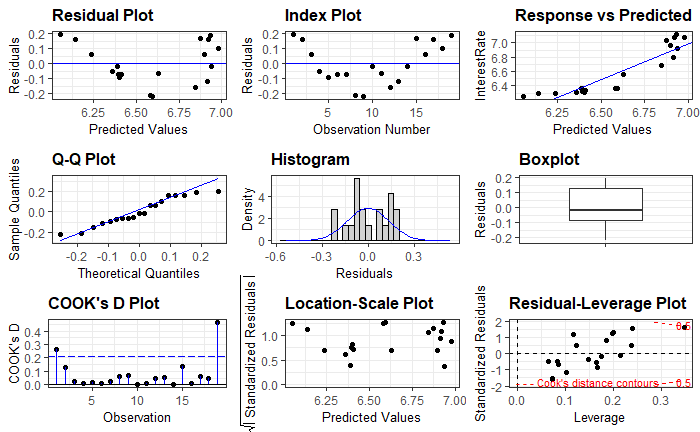 Residual Plot
Index Plot
Response vs Predicted
Residuals
0.2
0.1
0.0
-0.1
-0.2
6.25
6.50
6.75
7.00
Predicted Values
Residuals
0.2
0.1
0.0
-0.1
-0.2
5
10
15
Observation Number
InterestRate
7.0
6.8
6.6
6.4
6.25
6.50
6.75
7.00
Predicted Values
Q-Q Plot
Histogram
Boxplot
Sample Quantiles
0.2
0.0
-0.2
-0.2
-0.1
0.0
0.1
0.2
Theoretical Quantiles
Density
4
2
0
-0.6
-0.3
0.0
0.3
Residuals
Residuals
0.2
0.1
0.0
-0.1
-0.2
COOK's D Plot
Location-Scale Plot
Residual-Leverage Plot
COOK's D
0.4
0.3
0.2
0.1
0.0
5
10
15
Observation
√|Standardized Residuals|
1.0
0.5
0.0
6.00
6.25
6.50
6.75
7.00
Predicted Values
Standardized Residuals
2
1
0
-1
-2
0.5
Cook's distance contours
0.5
0.0
0.1
0.2
0.3
Leverage